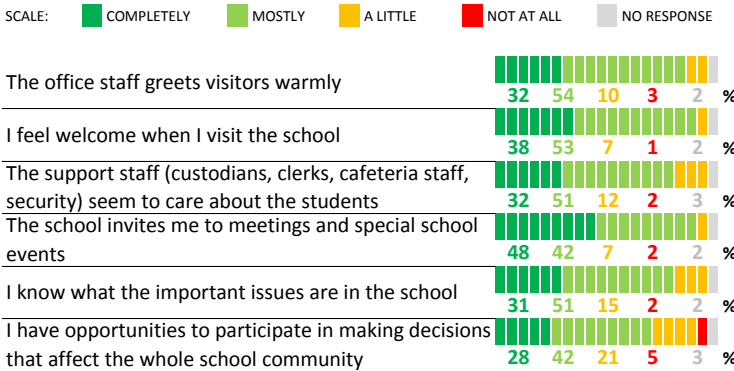 SCALE: COMPLETELY MOSTLY A LITTLE NOT AT ALL NO RESPONSE
The office staff greets visitors warmly
32 54 10 3 2 %
I feel welcome when I visit the school
38 53 7 1 2 %
The support staff (custodians, clerks, cafeteria staff,
security) seem to care about the students
32 51 12 2 3 %
The school invites me to meetings and special school
events
48 42 7 2 2 %
I know what the important issues are in the school
31 51 15 2 2 %
I have opportunities to participate in making decisions
that affect the whole school community
28 42 21 5 3 %